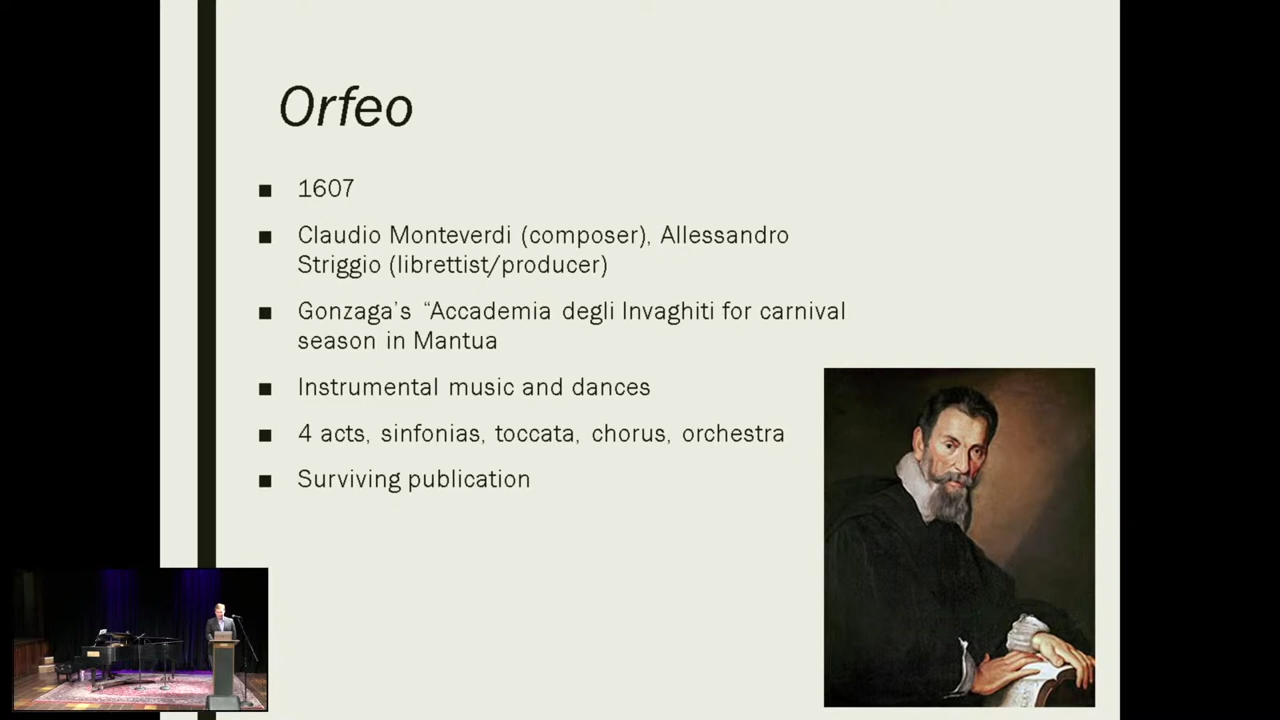 Orfeo
■ 1607
■ Claudio Monteverdi (composer), Allessandro
Striggio (librettist/producer)
■ Gonzaga's “Accademia degli Invaghiti for carnival
season in Mantua
■ Instrumental music and dances
■ 4 acts, sinfonias, toccata, chorus, orchestra
■ Surviving publication